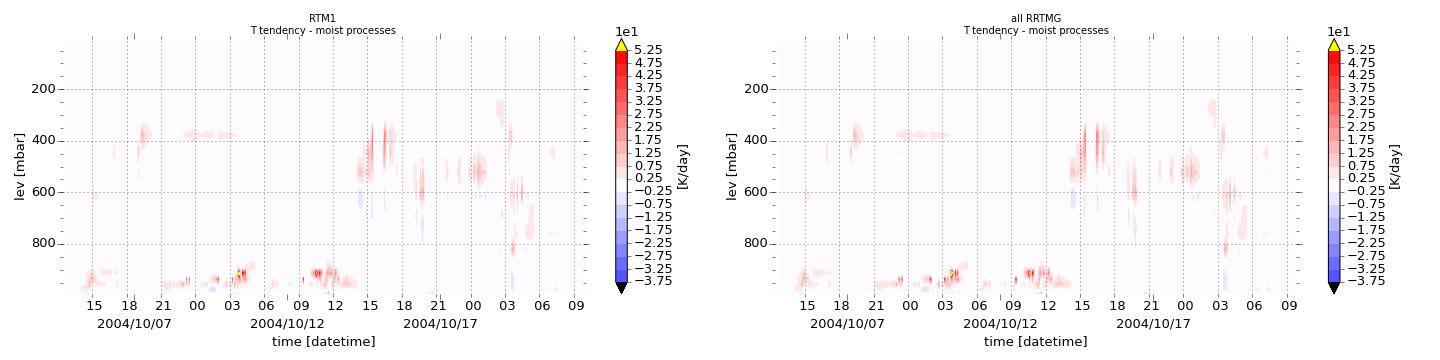 RTM1
T tendency - moist processes
1e1
5.25
4.75
4.25
3.75
3.25
2.75
2.25
1.75
1.25
0.75
0.25
−0.25
−0.75
−1.25
−1.75
−2.25
−2.75
−3.25
−3.75
[K/day]
lev [mbar]
200
400
600
800
15 18 21 00 03 06 09 12 15 18 21 00 03 06 09
2004/10/07 2004/10/12 2004/10/17
time [datetime]
all RRTMG
T tendency - moist processes
1e1
5.25
4.75
4.25
3.75
3.25
2.75
2.25
1.75
1.25
0.75
0.25
−0.25
−0.75
−1.25
−1.75
−2.25
−2.75
−3.25
−3.75
[K/day]
lev [mbar]
200
400
600
800
15 18 21 00 03 06 09 12 15 18 21 00 03 06 09
2004/10/07 2004/10/12 2004/10/17
time [datetime]